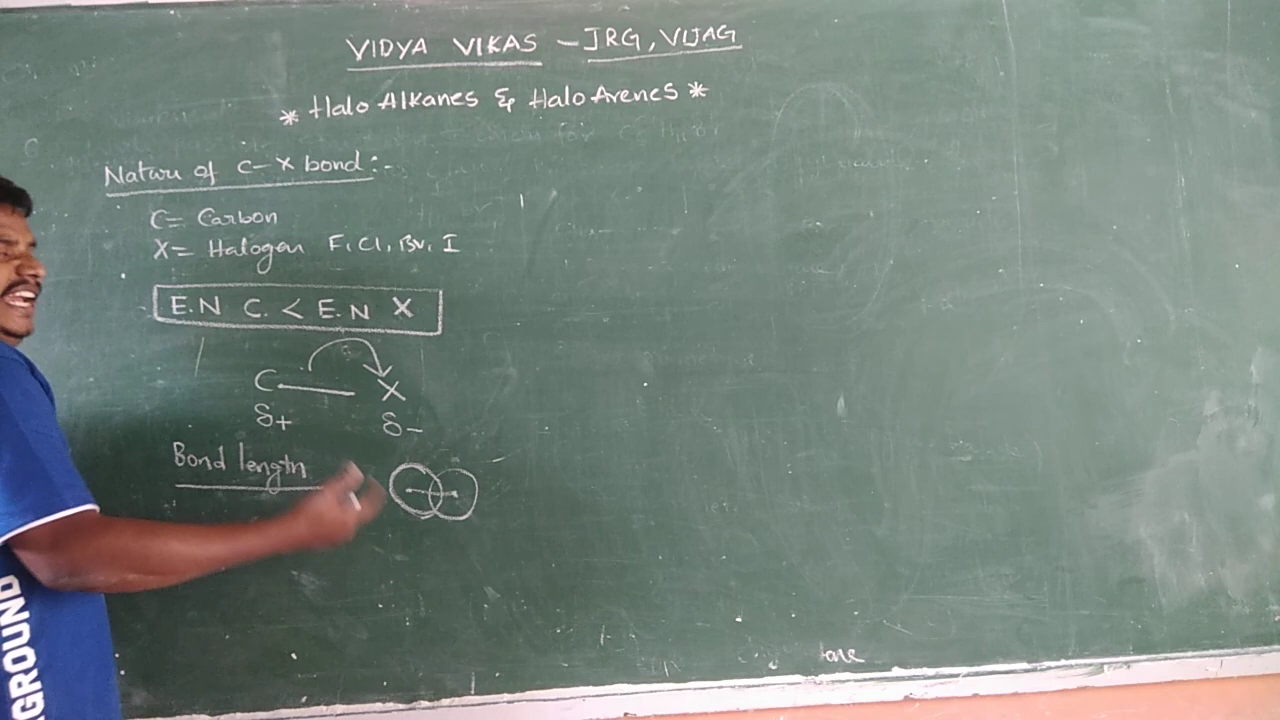 VIDYA VIKAS - JRG, VIJAG
* Halo Alkanes & Halo Arenes *
Nature of C-X bond:-
C= Carbon
X= Halogen F, Cl, Br, I
E.N C. < E.N X
C X
δ+ δ-
Bond length
GROUND